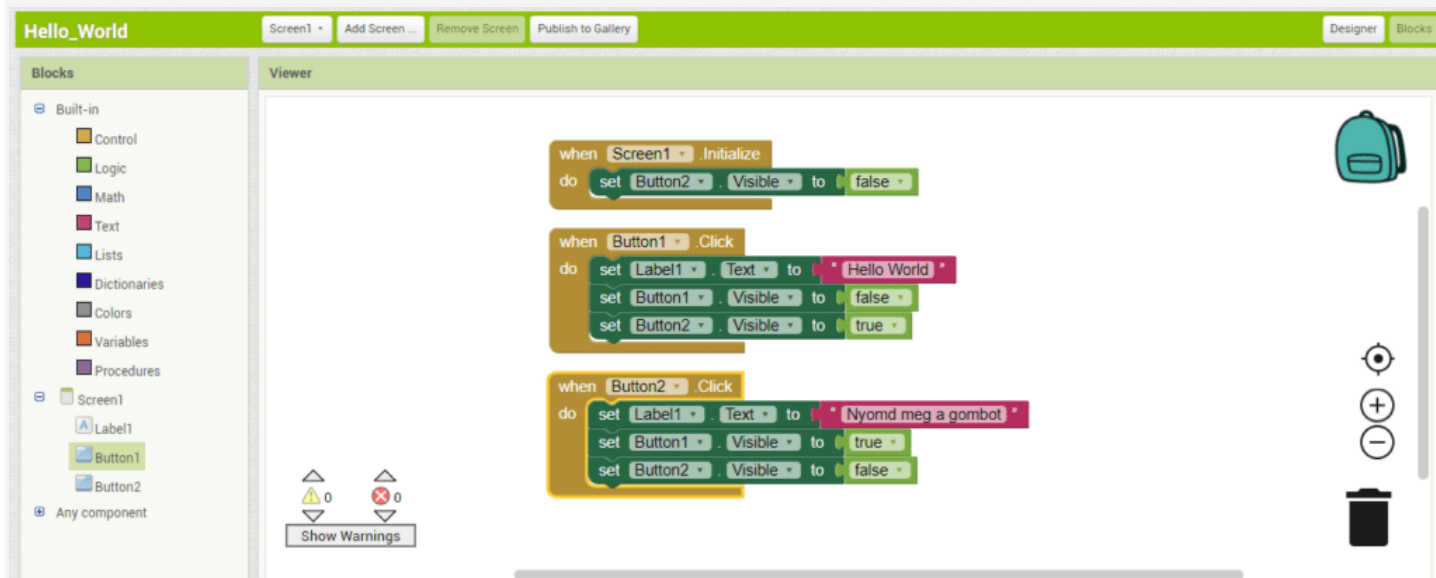 Hello_World Screen1 Add Screen ... Remove Screen Publish to Gallery Designer Blocks
Blocks Viewer
Built-in
Control
Logic
Math
Text
Lists
Dictionaries
Colors
Variables
Procedures
Screen1
Label1
Button1
Button2
Any component
when Screen1 .Initialize
do set Button2 . Visible to false
when Button1 .Click
do set Label1 . Text to " Hello World "
set Button1 . Visible to false
set Button2 . Visible to true
when Button2 .Click
do set Label1 . Text to " Nyomd meg a gombot "
set Button1 . Visible to true
set Button2 . Visible to false
0 0
Show Warnings